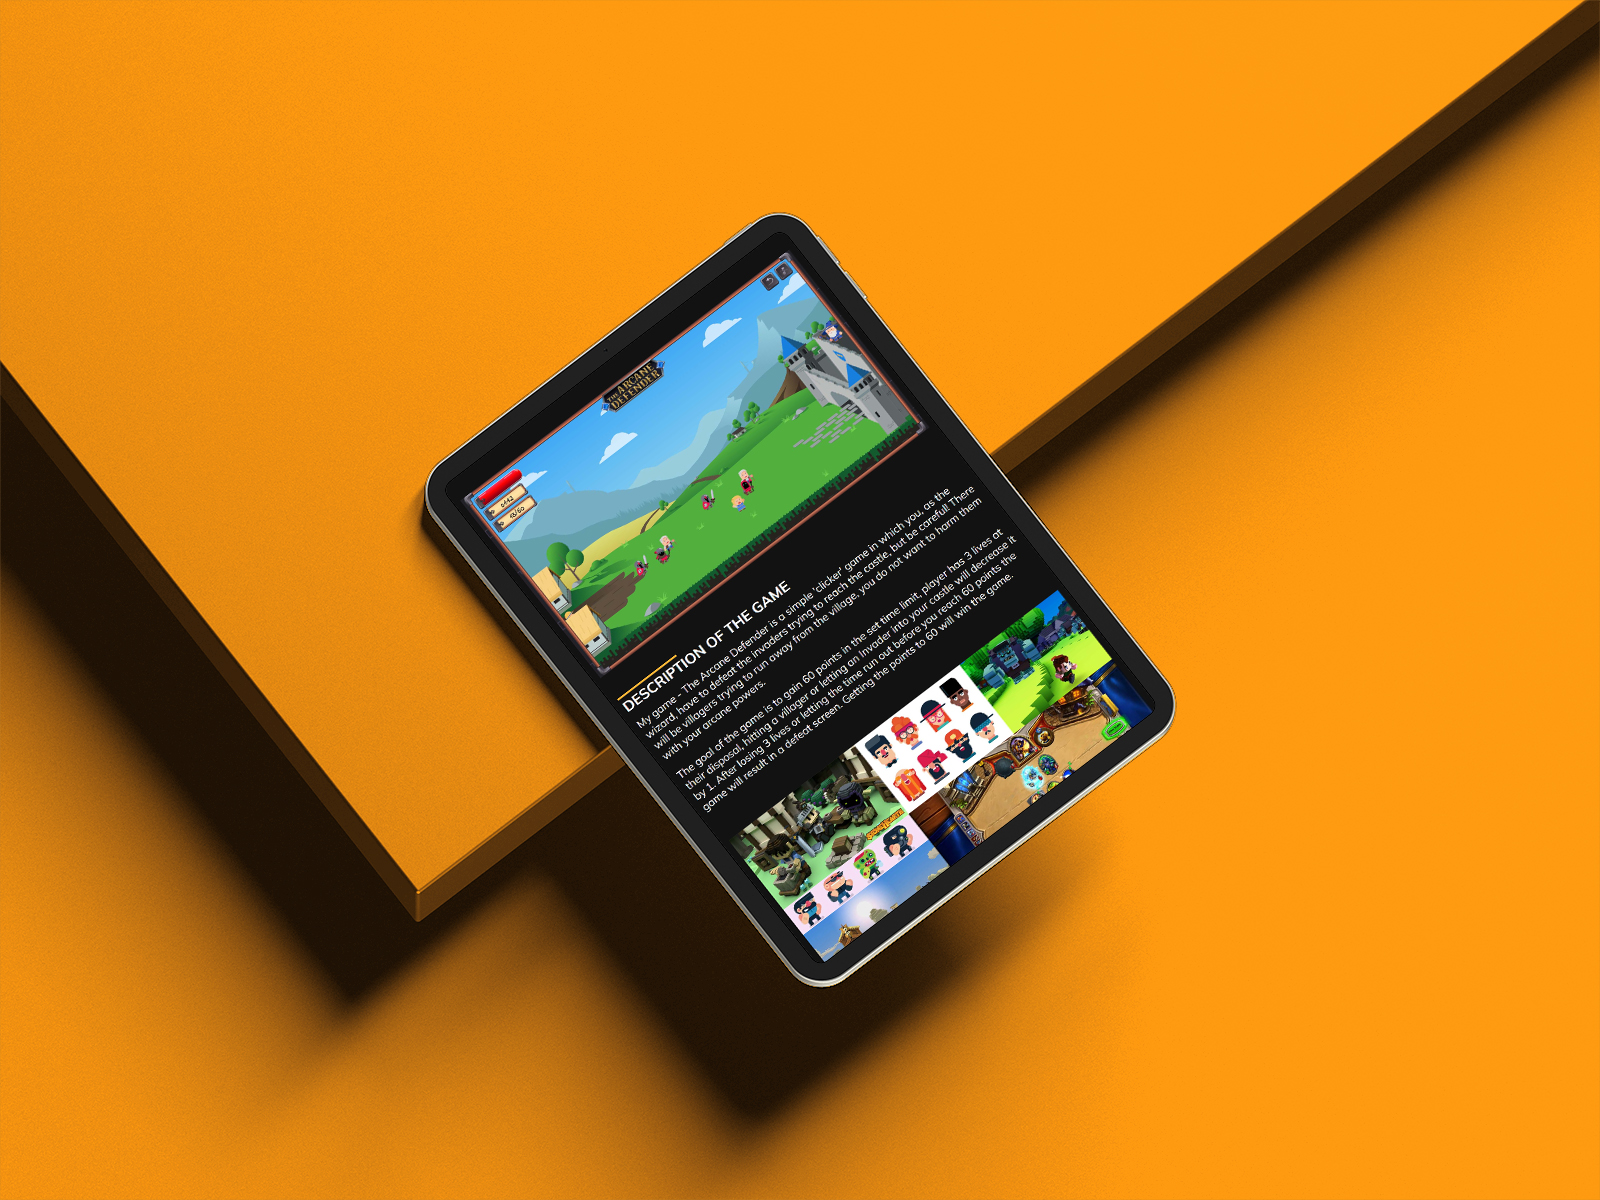 THE ARCANE
DEFENDER
DESCRIPTION OF THE GAME
My game - The Arcane Defender is a simple 'clicker' game in which you, as the
wizard, have to defeat the invaders trying to reach the castle, but be careful! There
will be villagers trying to run away from the village, you do not want to harm them
with your arcane powers.
The goal of the game is to gain 60 points in the set time limit, player has 3 lives at
their disposal, hitting a villager or letting an invader into your castle will decrease it
by 1. After losing 3 lives or letting the time run out before you reach 60 points the
game will result in a defeat screen. Getting the points to 60 will win the game.